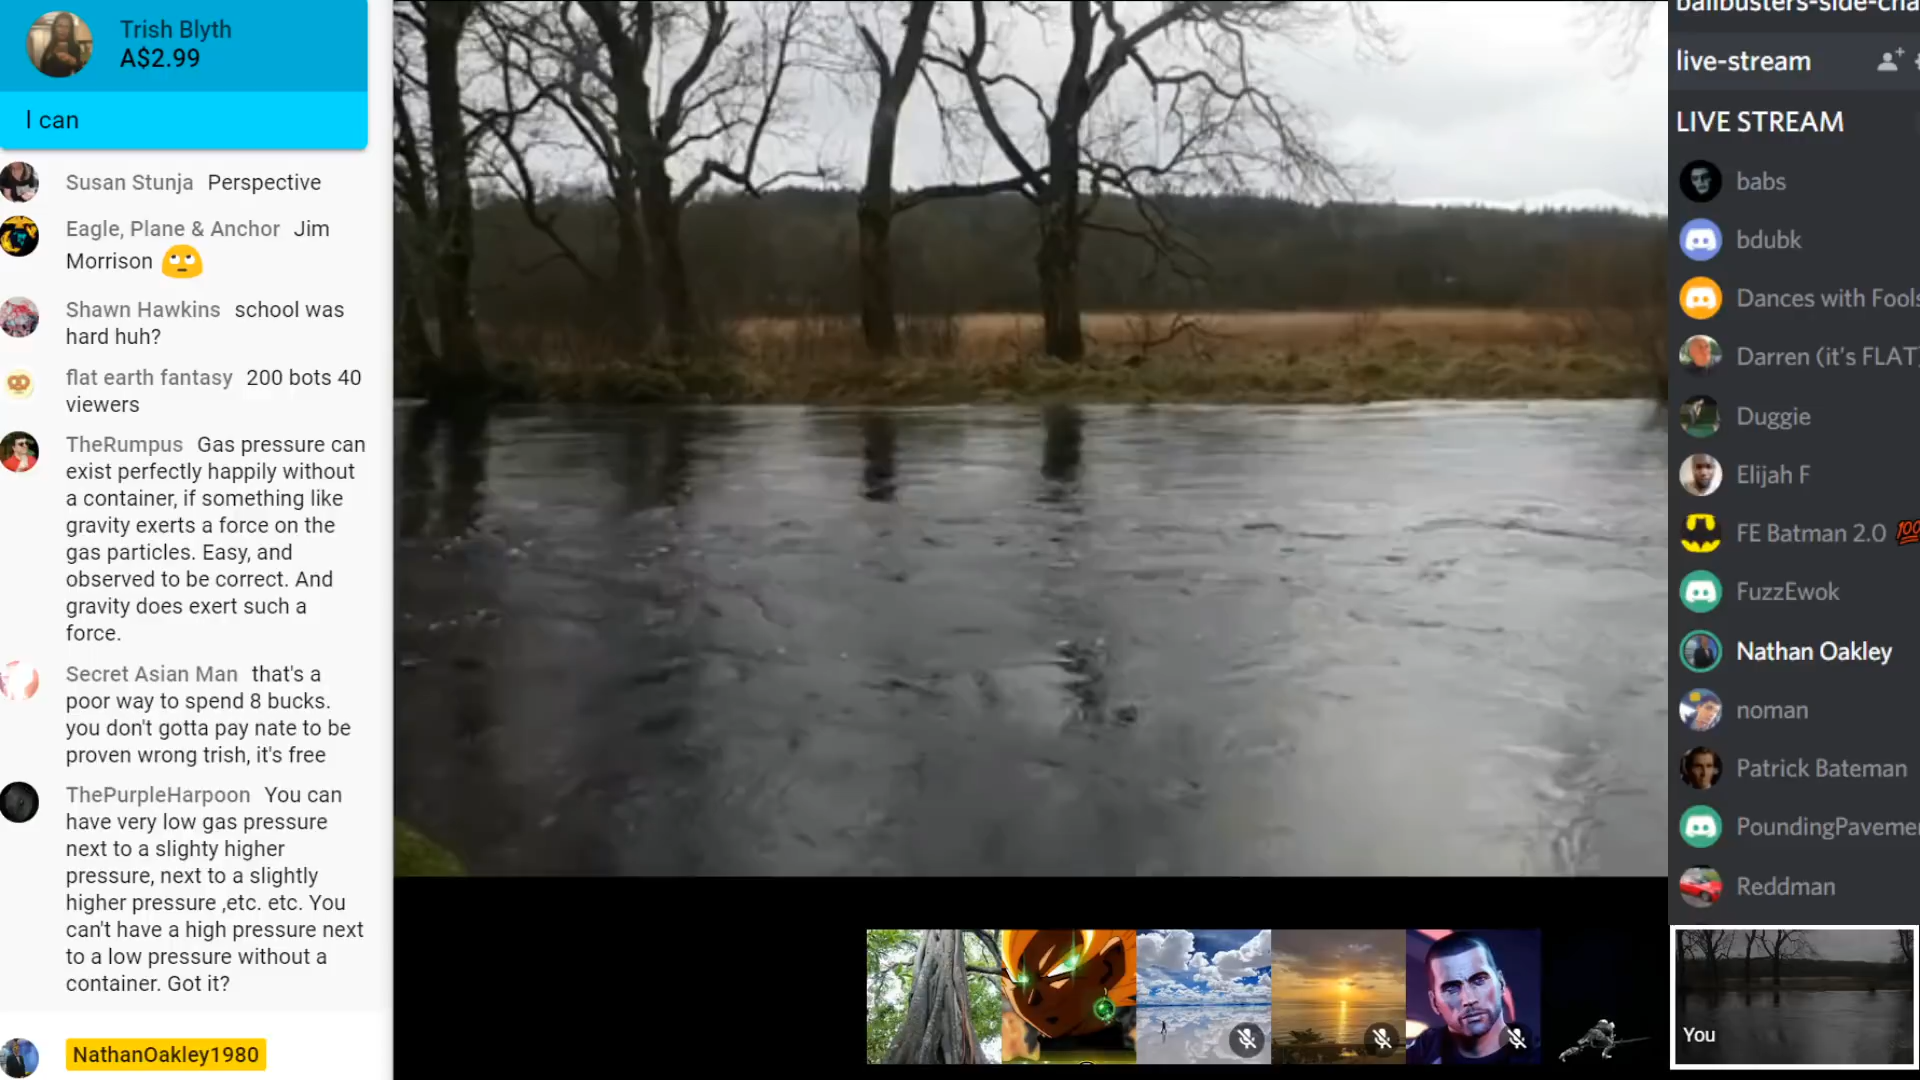 Trish Blyth
A$2.99
I can
Susan Stunja Perspective
Eagle, Plane & Anchor Jim
Morrison
Shawn Hawkins school was
hard huh?
flat earth fantasy 200 bots 40
viewers
TheRumpus Gas pressure can
exist perfectly happily without
a container, if something like
gravity exerts a force on the
gas particles. Easy, and
observed to be correct. And
gravity does exert such a
force.
Secret Asian Man that's a
poor way to spend 8 bucks.
you don't gotta pay nate to be
proven wrong trish, it's free
ThePurpleHarpoon You can
have very low gas pressure
next to a slighty higher
pressure, next to a slightly
higher pressure ,etc. etc. You
can't have a high pressure next
to a low pressure without a
container. Got it?
NathanOakley1980
ballbusters-side-cha
live-stream
LIVE STREAM
babs
bdubk
Dances with Fools
Darren (it's FLAT)
Duggie
Elijah F
FE Batman 2.0 💯
FuzzEwok
Nathan Oakley
noman
Patrick Bateman
PoundingPaveme
Reddman
You